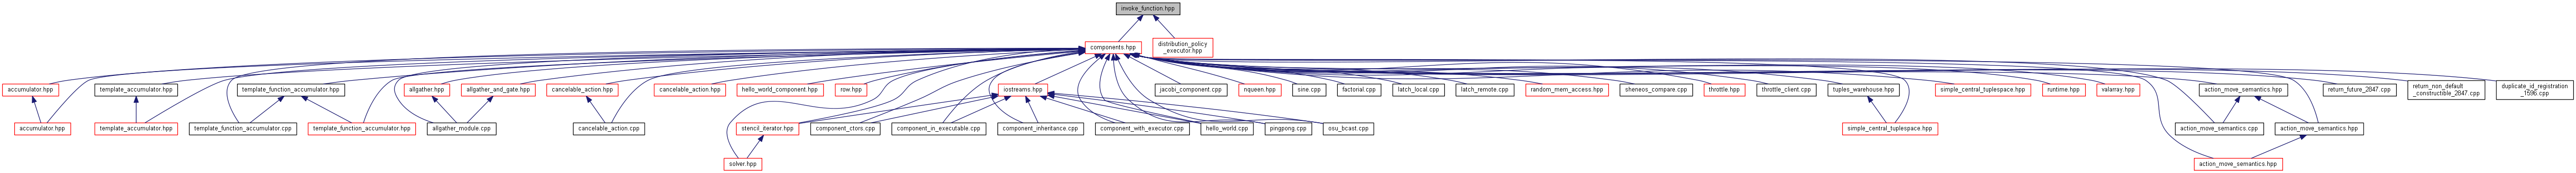 invoke_function.hpp
components.hpp
distribution_policy
_executor.hpp
accumulator.hpp
template_accumulator.hpp
template_function_accumulator.hpp
allgather.hpp
allgather_and_gate.hpp
cancelable_action.hpp
cancelable_action.hpp
hello_world_component.hpp
row.hpp
iostreams.hpp
jacobi_component.cpp
nqueen.hpp
sine.cpp
factorial.cpp
latch_local.cpp
latch_remote.cpp
random_mem_access.hpp
sheneos_compare.cpp
throttle.hpp
throttle_client.cpp
tuples_warehouse.hpp
simple_central_tuplespace.hpp
runtime.hpp
valarray.hpp
action_move_semantics.hpp
return_future_2847.cpp
return_non_default
_constructible_2847.cpp
duplicate_id_registration
_1596.cpp
accumulator.hpp
template_accumulator.hpp
template_function_accumulator.cpp
template_function_accumulator.hpp
allgather_module.cpp
cancelable_action.cpp
stencil_iterator.hpp
component_ctors.cpp
component_in_executable.cpp
component_inheritance.cpp
component_with_executor.cpp
hello_world.cpp
pingpong.cpp
osu_bcast.cpp
simple_central_tuplespace.hpp
action_move_semantics.cpp
action_move_semantics.hpp
solver.hpp
action_move_semantics.hpp